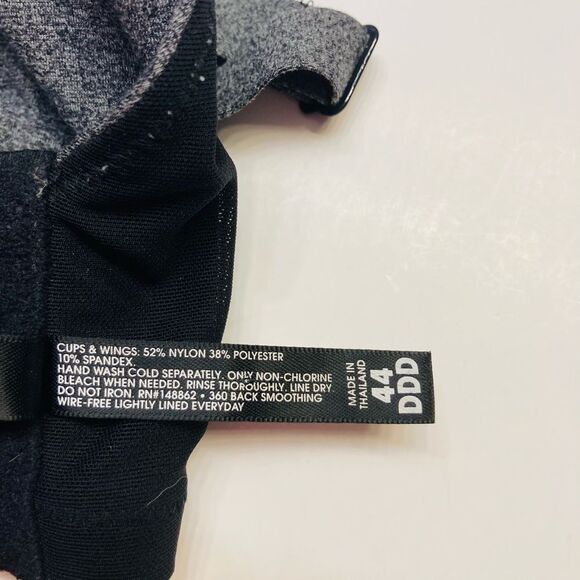 CUPS & WINGS: 52% NYLON 38% POLYESTER
10% SPANDEX.
HAND WASH COLD SEPARATELY. ONLY NON-CHLORINE
BLEACH WHEN NEEDED. RINSE THOROUGHLY. LINE DRY.
DO NOT IRON. RN#148862 • 360 BACK SMOOTHING
WIRE-FREE LIGHTLY LINED EVERYDAY
MADE IN
THAILAND
44
DDD